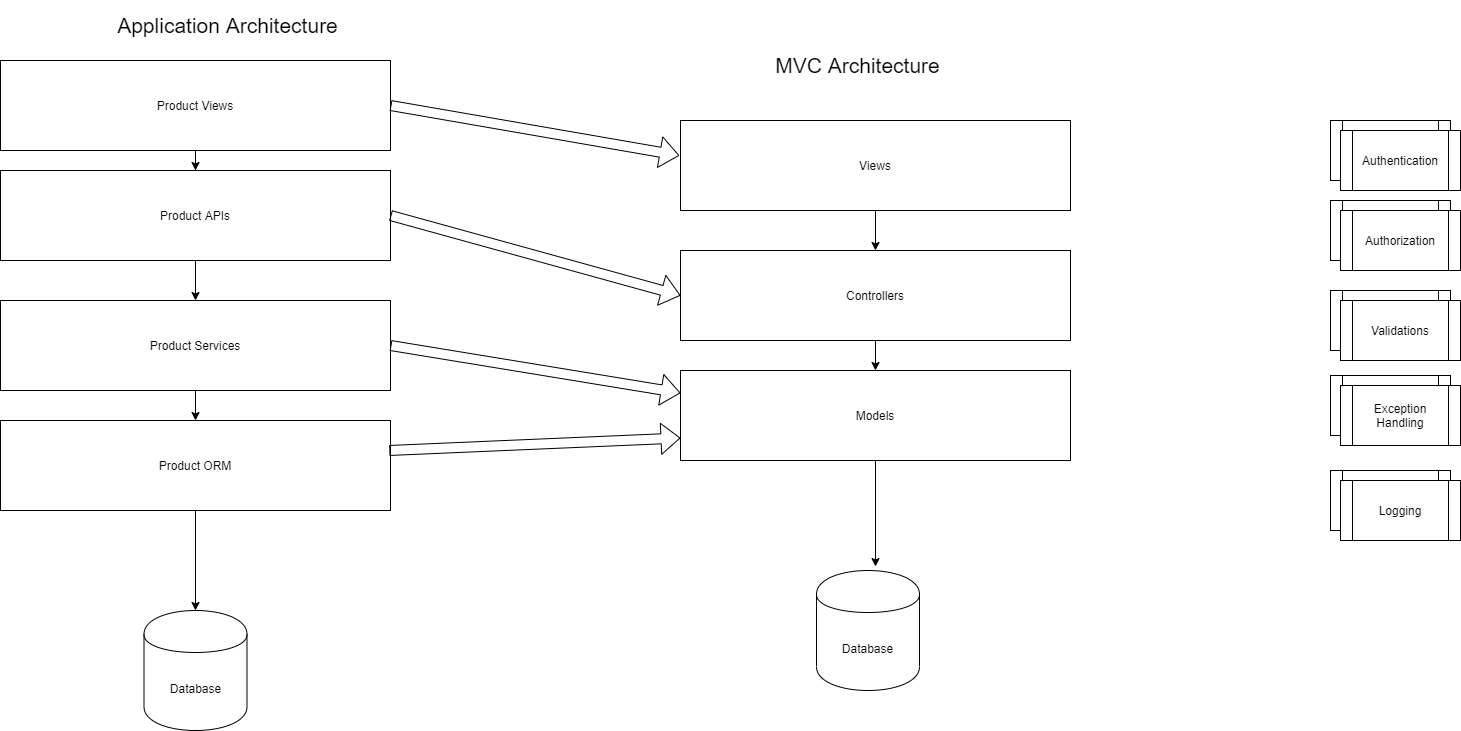 Application Architecture
Product Views
Product APIs
Product Services
Product ORM
Database
MVC Architecture
Views
Controllers
Models
Database
Authentication
Authorization
Validations
Exception
Handling
Logging